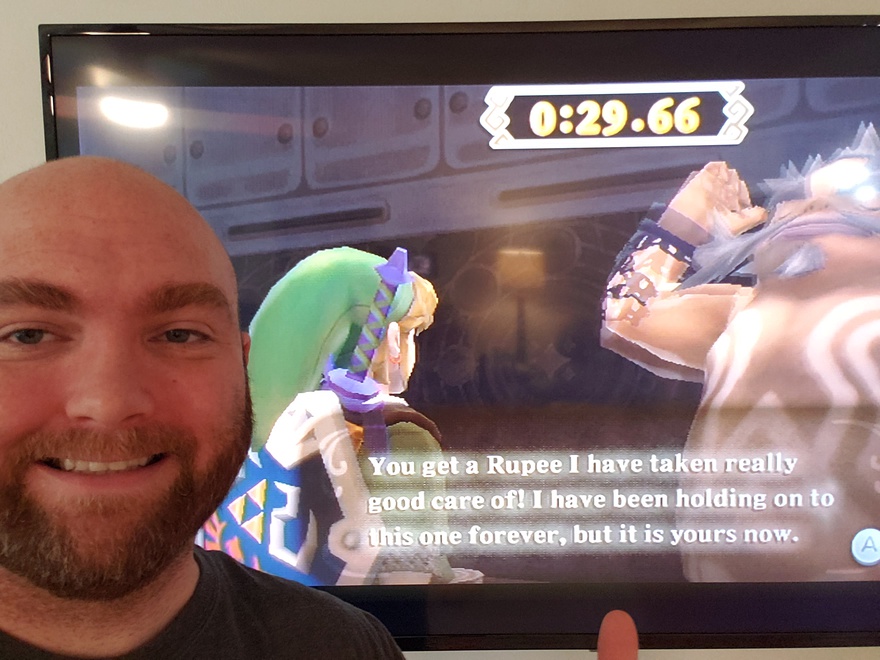 0:29.66
You get a Rupee I have taken really
good care of! I have been holding on to
this one forever, but it is yours now.
A